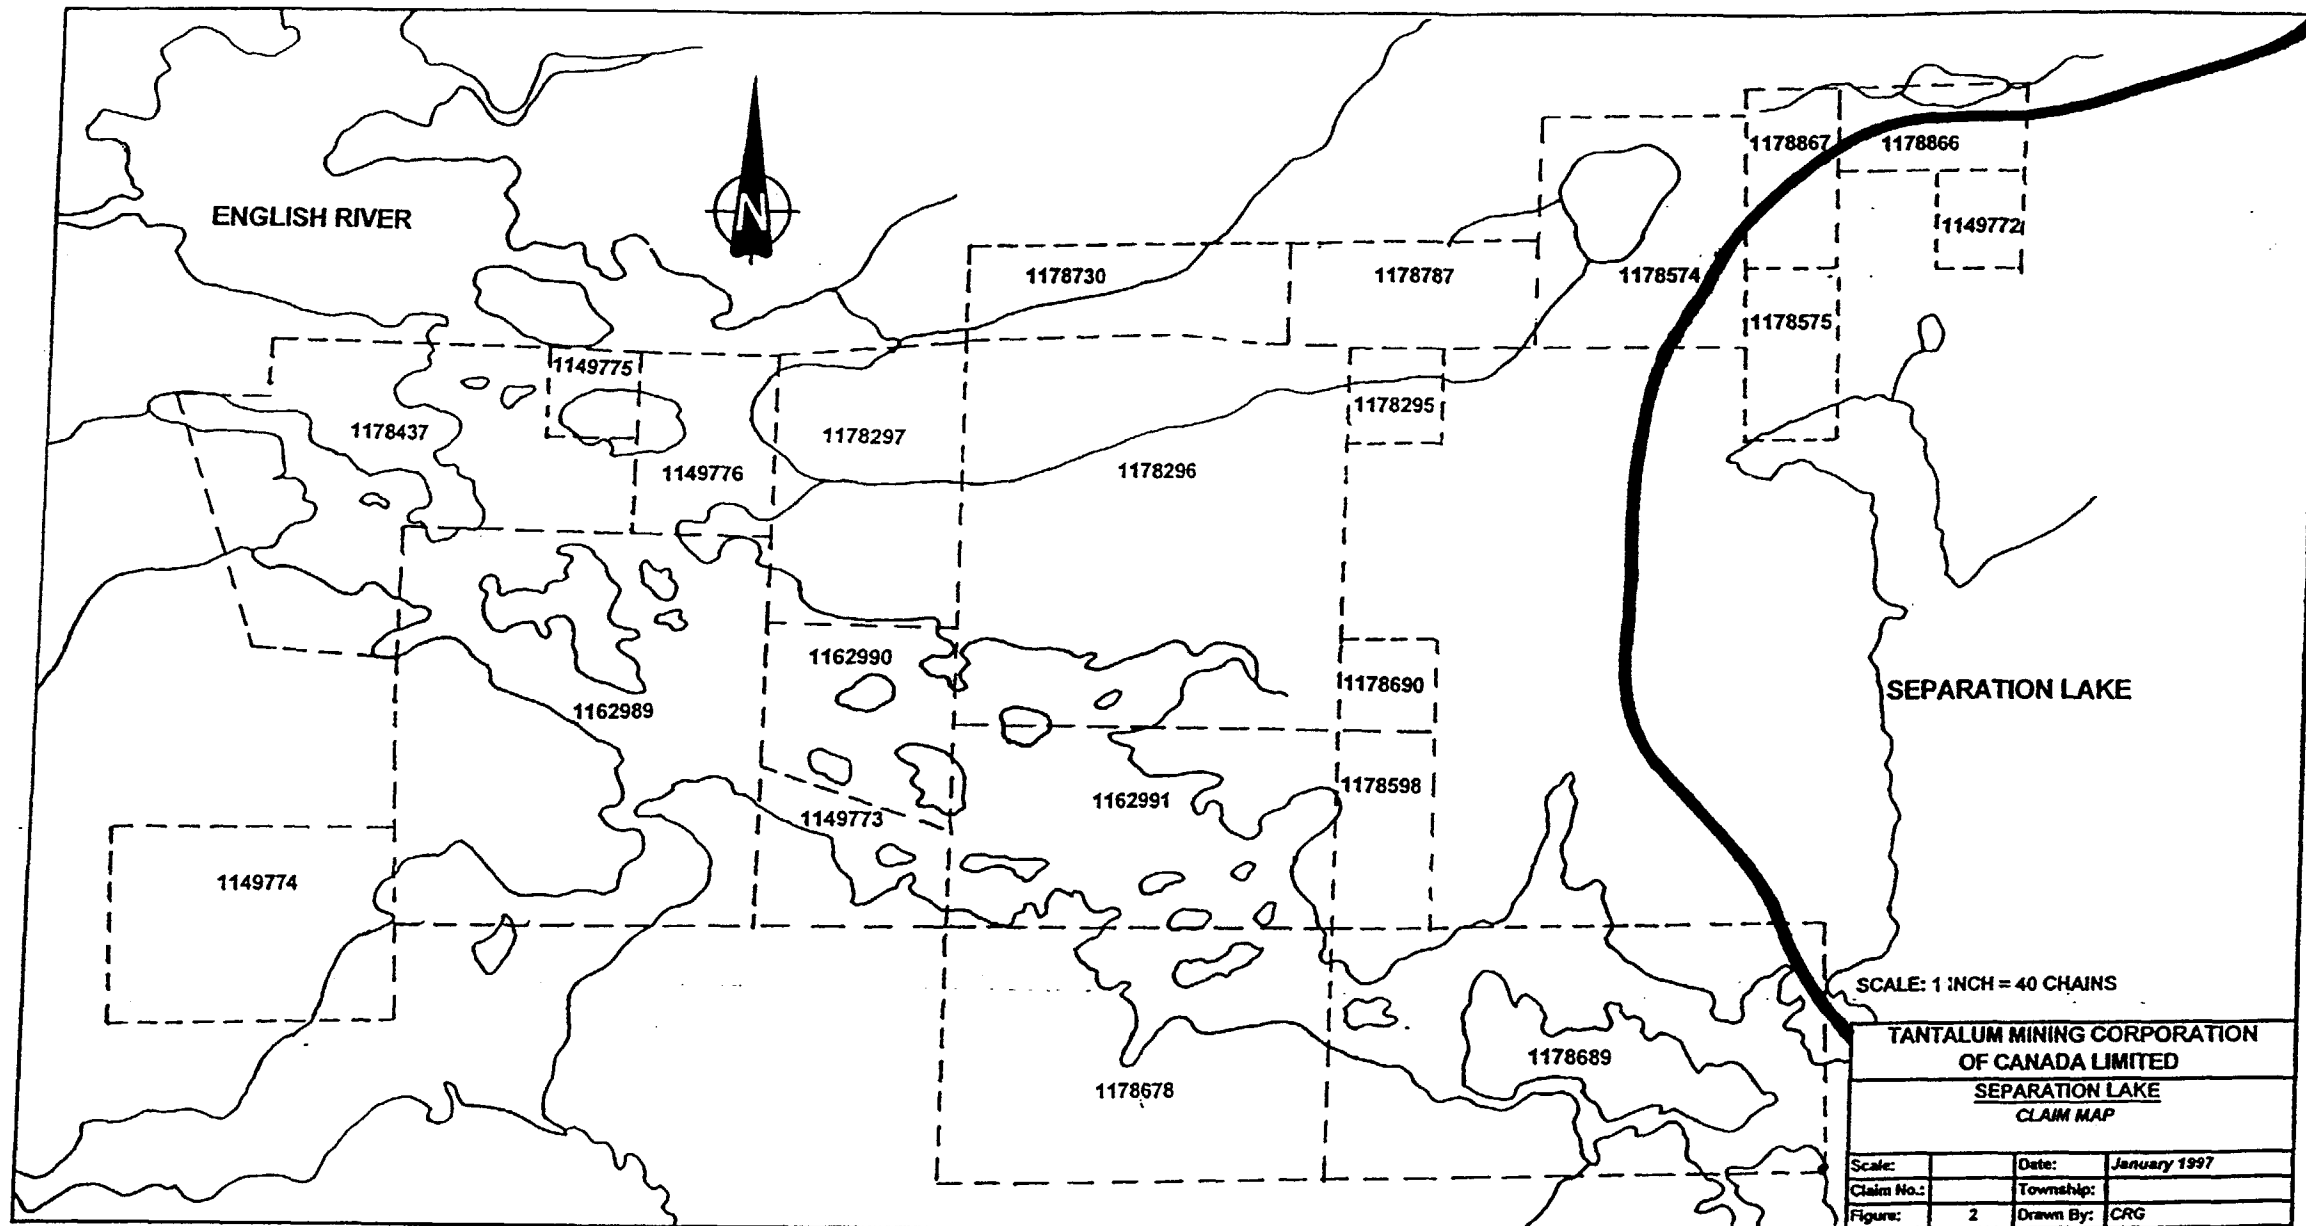 ENGLISH RIVER
N
1178867
1178866
1149772
1178730
1178787
1178574
1178575
1149775
1178437
1149776
1178297
1178296
1178295
1162990
1178690
1162989
SEPARATION LAKE
1149773
1162991
1178598
1149774
1178678
1178689
SCALE: 1 INCH = 40 CHAINS
TANTALUM MINING CORPORATION
OF CANADA LIMITED
SEPARATION LAKE
CLAIM MAP
Scale: Date: January 1997
Claim No.: Township:
Figure: 2 Drawn By: CRG